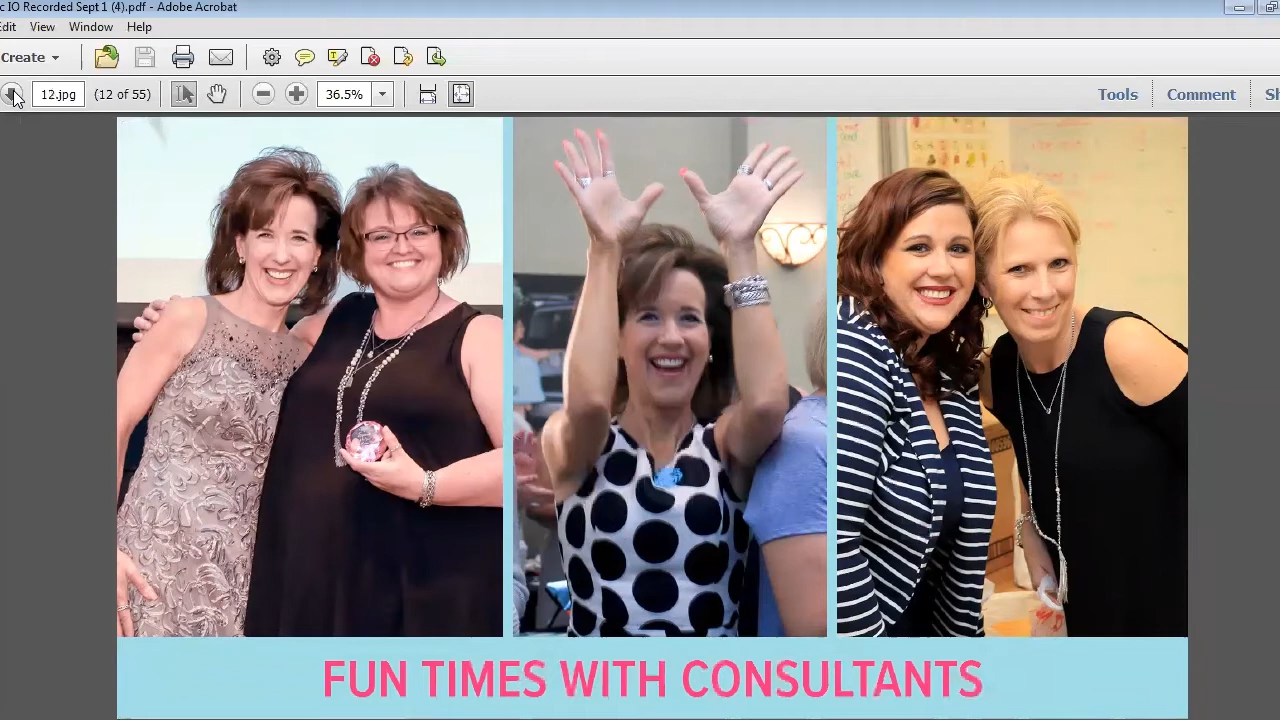 c IO Recorded Sept 1 (4).pdf - Adobe Acrobat
Edit View Window Help
Create
12.jpg (12 of 55) 36.5% Tools Comment Sh
FUN TIMES WITH CONSULTANTS